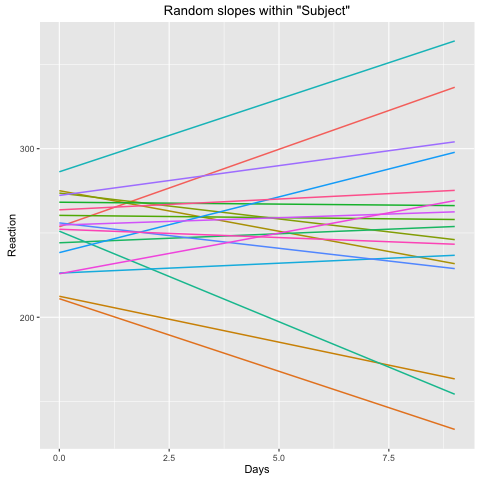 Random slopes within "Subject"
Reaction
300
200
0.0 2.5 5.0 7.5
Days